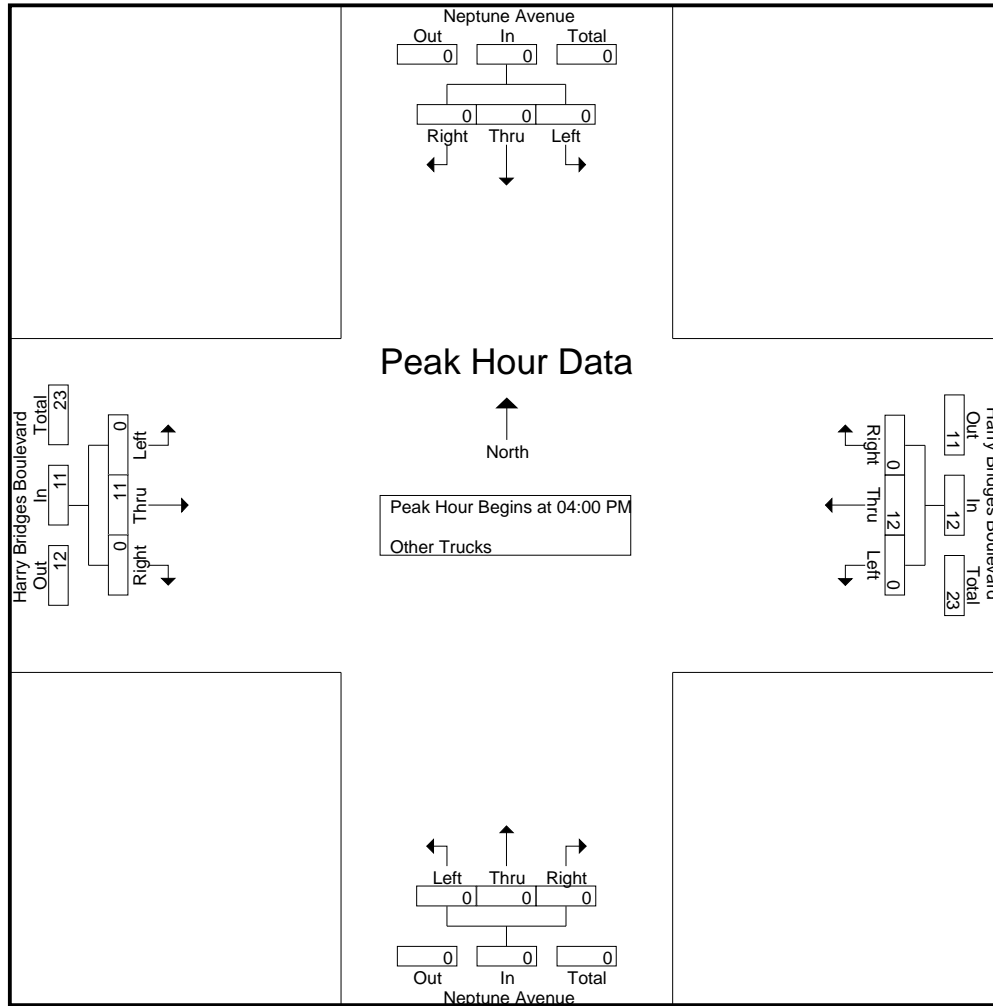 Neptune Avenue
Out In Total
0 0 0
0 0 0
Right Thru Left
Peak Hour Data
North
Peak Hour Begins at 04:00 PM
Other Trucks
Harry Bridges Boulevard
Total In Out
23 11 12
0 11 0
Left Thru Right
Harry Bridges Boulevard
Out In Total
11 12 23
0 12 0
Right Thru Left
Left Thru Right
0 0 0
0 0 0
Out In Total
Neptune Avenue